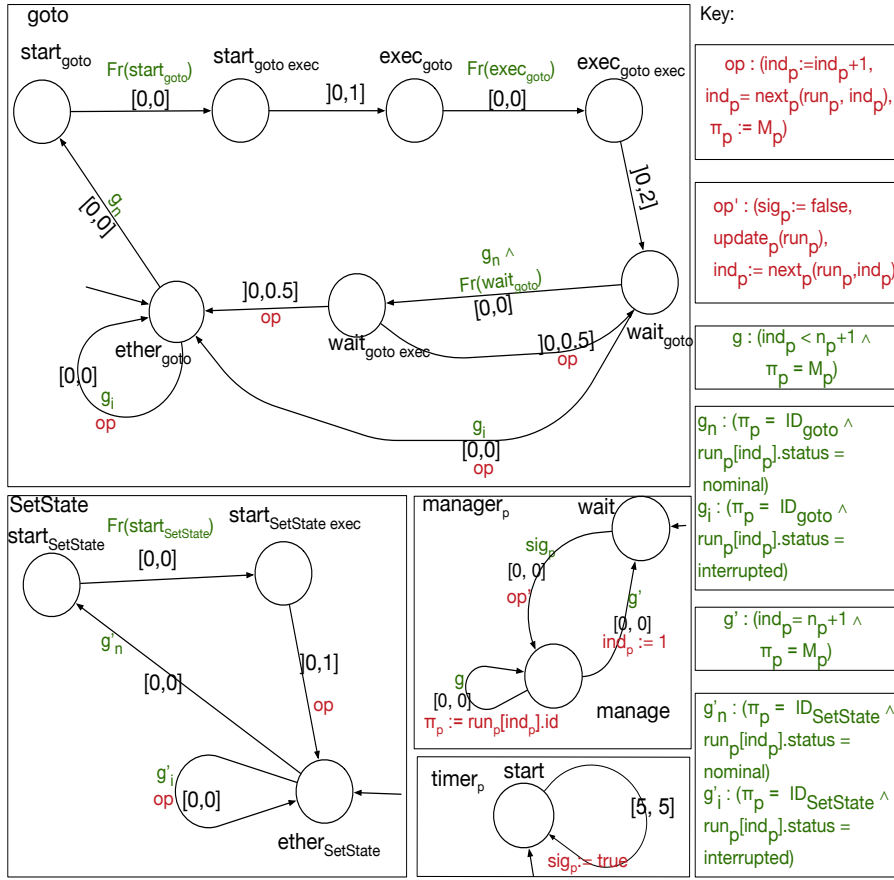 goto
start_goto
Fr(start_goto)
[0,0]
start_goto exec
]0,1]
exec_goto
Fr(exec_goto)
[0,0]
exec_goto exec
]0,2]
g_n
[0,0]
g_n ∧
Fr(wait_goto)
[0,0]
]0,0.5]
op
ether_goto
wait_goto exec
]0,0.5]
op
wait_goto
[0,0]
g_i
op
g_i
[0,0]
op
SetState
start_SetState
Fr(start_SetState)
[0,0]
start_SetState exec
g'_n
[0,0]
]0,1]
op
g'_i
op
[0,0]
ether_SetState
manager_p
wait
sig_p
[0, 0]
op'
g'
[0, 0]
ind_p := 1
g
[0, 0]
π_p := run_p[ind_p].id
manage
timer_p
start
[5, 5]
sig_p:= true
Key:
op : (ind_p:=ind_p+1,
ind_p= next_p(run_p, ind_p),
π_p := M_p)
op' : (sig_p:= false,
update_p(run_p),
ind_p:= next_p(run_p,ind_p)
g : (ind_p < n_p+1 ∧
π_p = M_p)
g_n : (π_p = ID_goto ∧
run_p[ind_p].status =
nominal)
g_i : (π_p = ID_goto ∧
run_p[ind_p].status =
interrupted)
g' : (ind_p= n_p+1 ∧
π_p = M_p)
g'_n : (π_p = ID_SetState ∧
run_p[ind_p].status =
nominal)
g'_i : (π_p = ID_SetState ∧
run_p[ind_p].status =
interrupted)